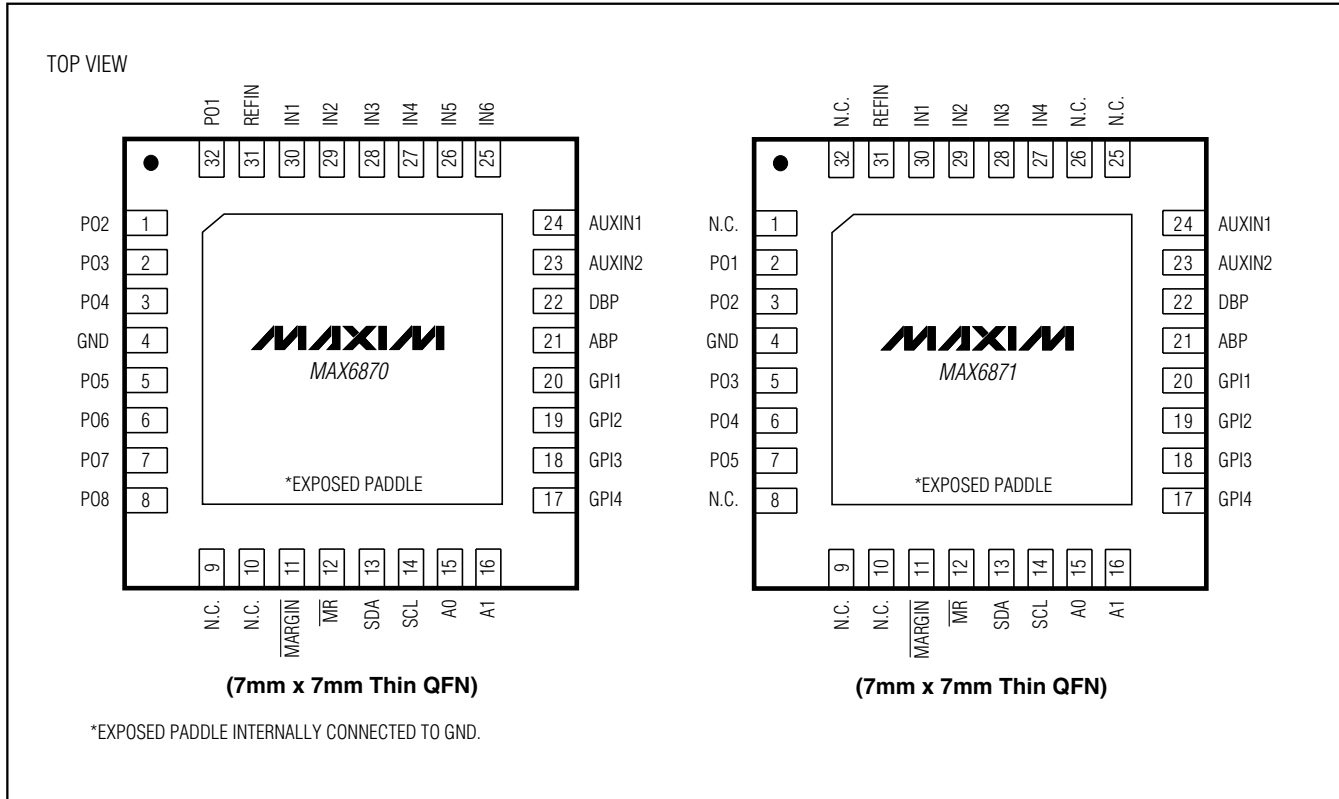 TOP VIEW
PO1 REFIN IN1 IN2 IN3 IN4 IN5 IN6
32 31 30 29 28 27 26 25
PO2 1
PO3 2
PO4 3
GND 4
PO5 5
PO6 6
PO7 7
PO8 8
MAXIM
MAX6870
*EXPOSED PADDLE
24 AUXIN1
23 AUXIN2
22 DBP
21 ABP
20 GPI1
19 GPI2
18 GPI3
17 GPI4
9 10 11 12 13 14 15 16
N.C. N.C. MARGIN MR SDA SCL A0 A1
(7mm x 7mm Thin QFN)
N.C. REFIN IN1 IN2 IN3 IN4 N.C. N.C.
32 31 30 29 28 27 26 25
N.C. 1
PO1 2
PO2 3
GND 4
PO3 5
PO4 6
PO5 7
N.C. 8
MAXIM
MAX6871
*EXPOSED PADDLE
24 AUXIN1
23 AUXIN2
22 DBP
21 ABP
20 GPI1
19 GPI2
18 GPI3
17 GPI4
9 10 11 12 13 14 15 16
N.C. N.C. MARGIN MR SDA SCL A0 A1
(7mm x 7mm Thin QFN)
*EXPOSED PADDLE INTERNALLY CONNECTED TO GND.